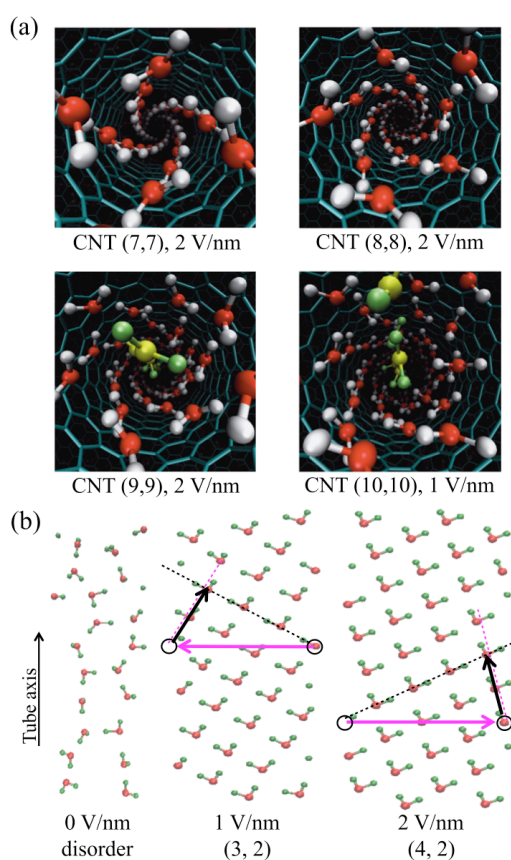 (a)
CNT (7,7), 2 V/nm
CNT (8,8), 2 V/nm
CNT (9,9), 2 V/nm
CNT (10,10), 1 V/nm
(b)
Tube axis
0 V/nm
disorder
1 V/nm
(3, 2)
2 V/nm
(4, 2)